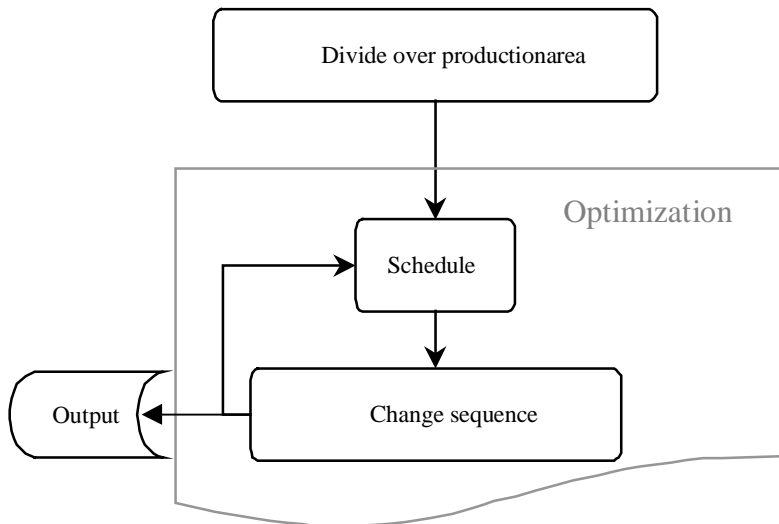 Divide over productionarea
Optimization
Schedule
Change sequence
Output